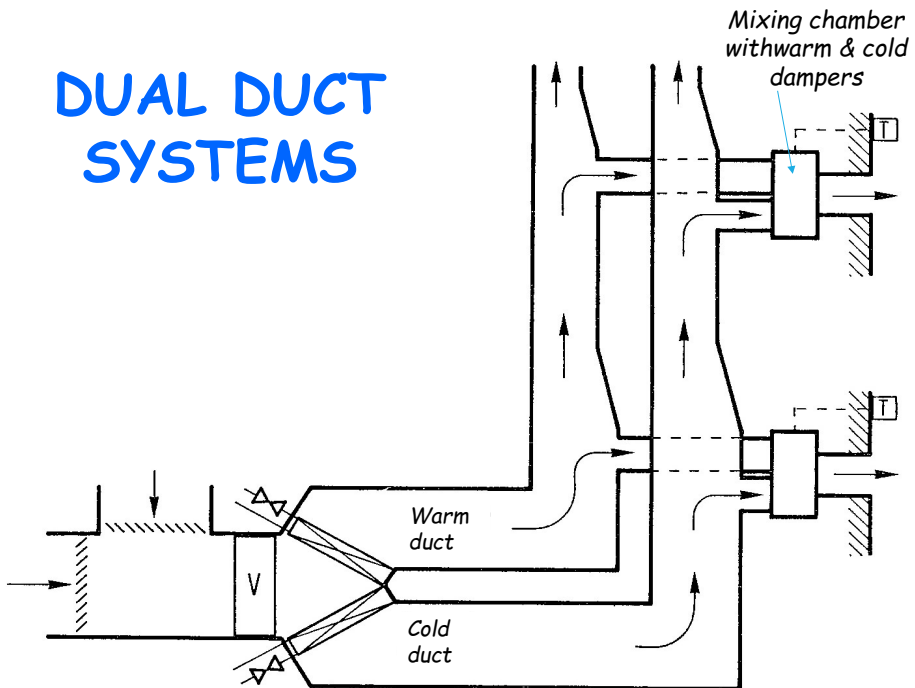 Mixing chamber
withwarm & cold
dampers
DUAL DUCT
SYSTEMS
T
T
Warm
duct
V
Cold
duct